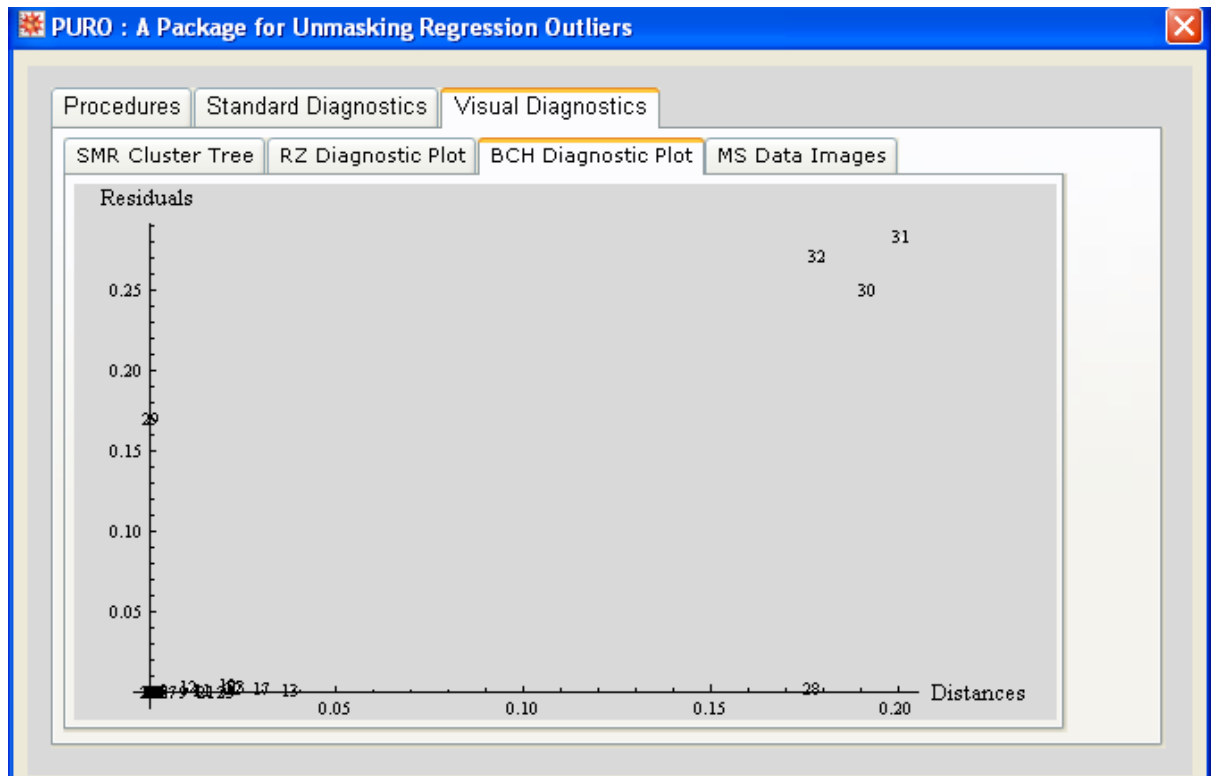 PURO : A Package for Unmasking Regression Outliers
Procedures Standard Diagnostics Visual Diagnostics
SMR Cluster Tree RZ Diagnostic Plot BCH Diagnostic Plot MS Data Images
Residuals
31
32
0.25 30
0.20
29
0.15
0.10
0.05
12 17 13 28 Distances
0.05 0.10 0.15 0.20